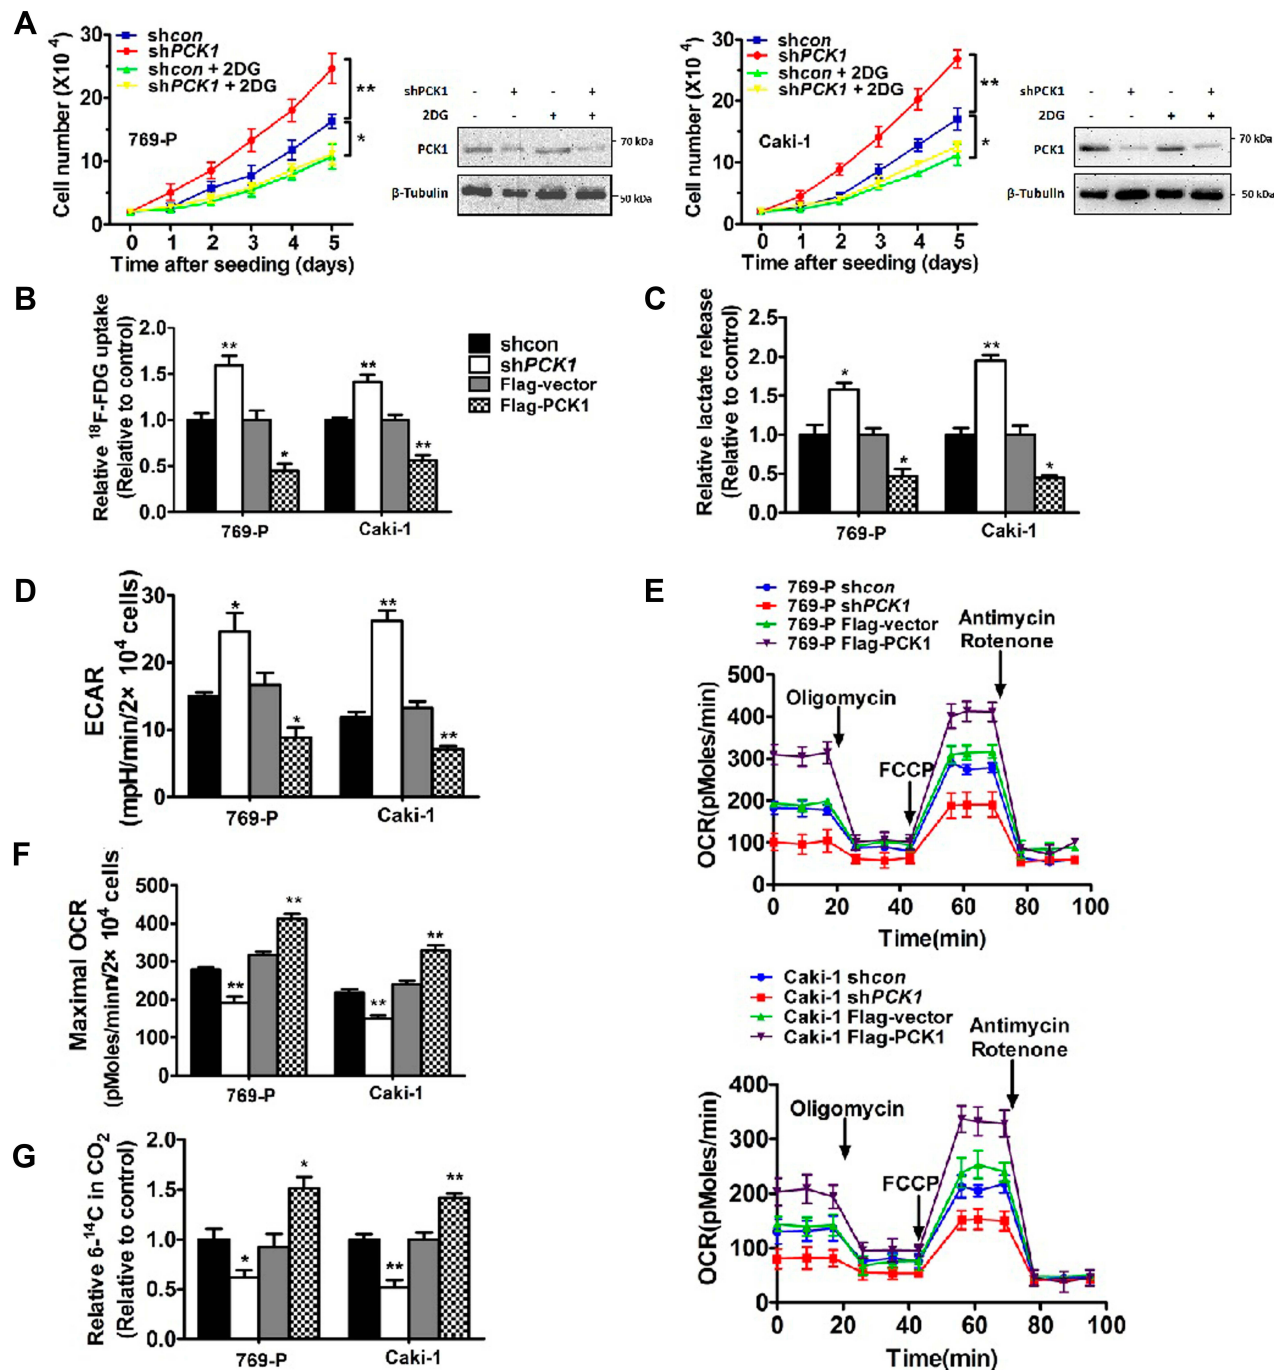 A
Cell number (X10 4)
30
20
10
0
shcon
shPCK1
shcon + 2DG
shPCK1 + 2DG
**
*
769-P
0 1 2 3 4 5
Time after seeding (days)
shPCK1 - + - +
2DG - - + +
PCK1
70 kDa
β-Tubulin
50 kDa
Cell number (X10 4)
30
20
10
0
shcon
shPCK1
shcon + 2DG
shPCK1 + 2DG
**
*
Caki-1
0 1 2 3 4 5
Time after seeding (days)
shPCK1 - + - +
2DG - - + +
PCK1
70 kDa
β-Tubulin
50 kDa
B
Relative 18F-FDG uptake
(Relative to control)
2.0
1.5
1.0
0.5
0.0
** * ** **
769-P Caki-1
shcon
shPCK1
Flag-vector
Flag-PCK1
C
Relative lactate release
(Relative to control)
2.5
2.0
1.5
1.0
0.5
0.0
* * ** *
769-P Caki-1
D
ECAR
(mpH/min/2× 10 4 cells)
30
20
10
0
* * ** **
769-P Caki-1
E
769-P shcon
769-P shPCK1
769-P Flag-vector
769-P Flag-PCK1
Antimycin
Rotenone
Oligomycin
FCCP
OCR(pMoles/min)
500
400
300
200
100
0
0 20 40 60 80 100
Time(min)
Caki-1 shcon
Caki-1 shPCK1
Caki-1 Flag-vector
Caki-1 Flag-PCK1
Antimycin
Rotenone
Oligomycin
FCCP
OCR(pMoles/min)
400
300
200
100
0
0 20 40 60 80 100
Time(min)
F
Maximal OCR
(pMoles/minn/2× 10 4 cells)
500
400
300
200
100
0
** ** ** **
769-P Caki-1
G
Relative 6-14C in CO2
(Relative to control)
2.0
1.5
1.0
0.5
0.0
* * ** **
769-P Caki-1